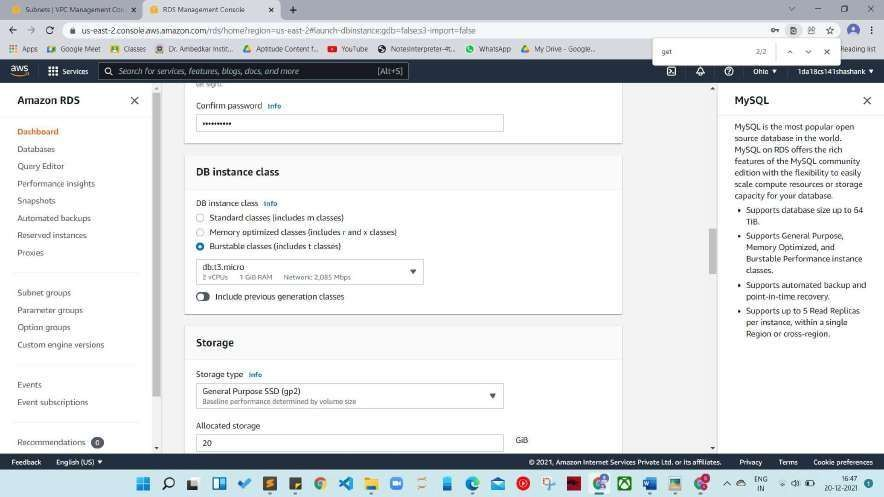 Subnets | VPC Management Con
RDS Management Console
us-east-2.console.aws.amazon.com/rds/home?region=us-east-2#launch-dbinstance:gdb=false;s3-import=false
Apps
Google Meet
Classes
Dr. Ambedkar Instit...
Aptitude Content f...
YouTube
NotesInterpreter-4t...
WhatsApp
My Drive - Google...
Reading list
get
2/2
aws
Services
Search for services, features, blogs, docs, and more
[Alt+S]
Ohio
1da18cs141shashank
Amazon RDS
Dashboard
Databases
Query Editor
Performance insights
Snapshots
Automated backups
Reserved instances
Proxies
Subnet groups
Parameter groups
Option groups
Custom engine versions
Events
Event subscriptions
Recommendations 0
Confirm password Info
••••••••••
DB instance class
DB instance class Info
Standard classes (includes m classes)
Memory optimized classes (includes r and x classes)
Burstable classes (includes t classes)
db.t3.micro
2 vCPUs 1 GiB RAM Network: 2,085 Mbps
Include previous generation classes
Storage
Storage type Info
General Purpose SSD (gp2)
Baseline performance determined by volume size
Allocated storage
20
GiB
MySQL
MySQL is the most popular open
source database in the world.
MySQL on RDS offers the rich
features of the MySQL community
edition with the flexibility to easily
scale compute resources or storage
capacity for your database.
• Supports database size up to 64
TiB.
• Supports General Purpose,
Memory Optimized, and
Burstable Performance instance
classes.
• Supports automated backup and
point-in-time recovery.
• Supports up to 5 Read Replicas
per instance, within a single
Region or cross-region.
Feedback
English (US)
© 2021, Amazon Internet Services Private Ltd. or its affiliates.
Privacy
Terms
Cookie preferences
ENG
IN
16:47
20-12-2021